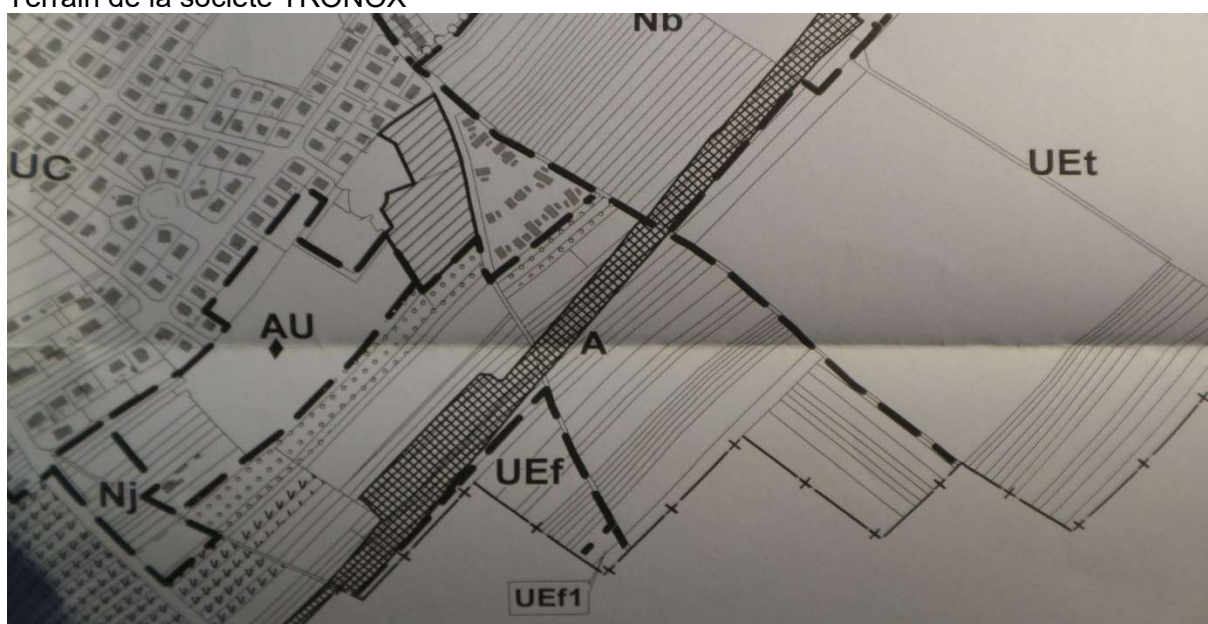 Terrain de la société TRONOX
Nb
UC
UEt
AU
A
UEf
Nj
UEf1